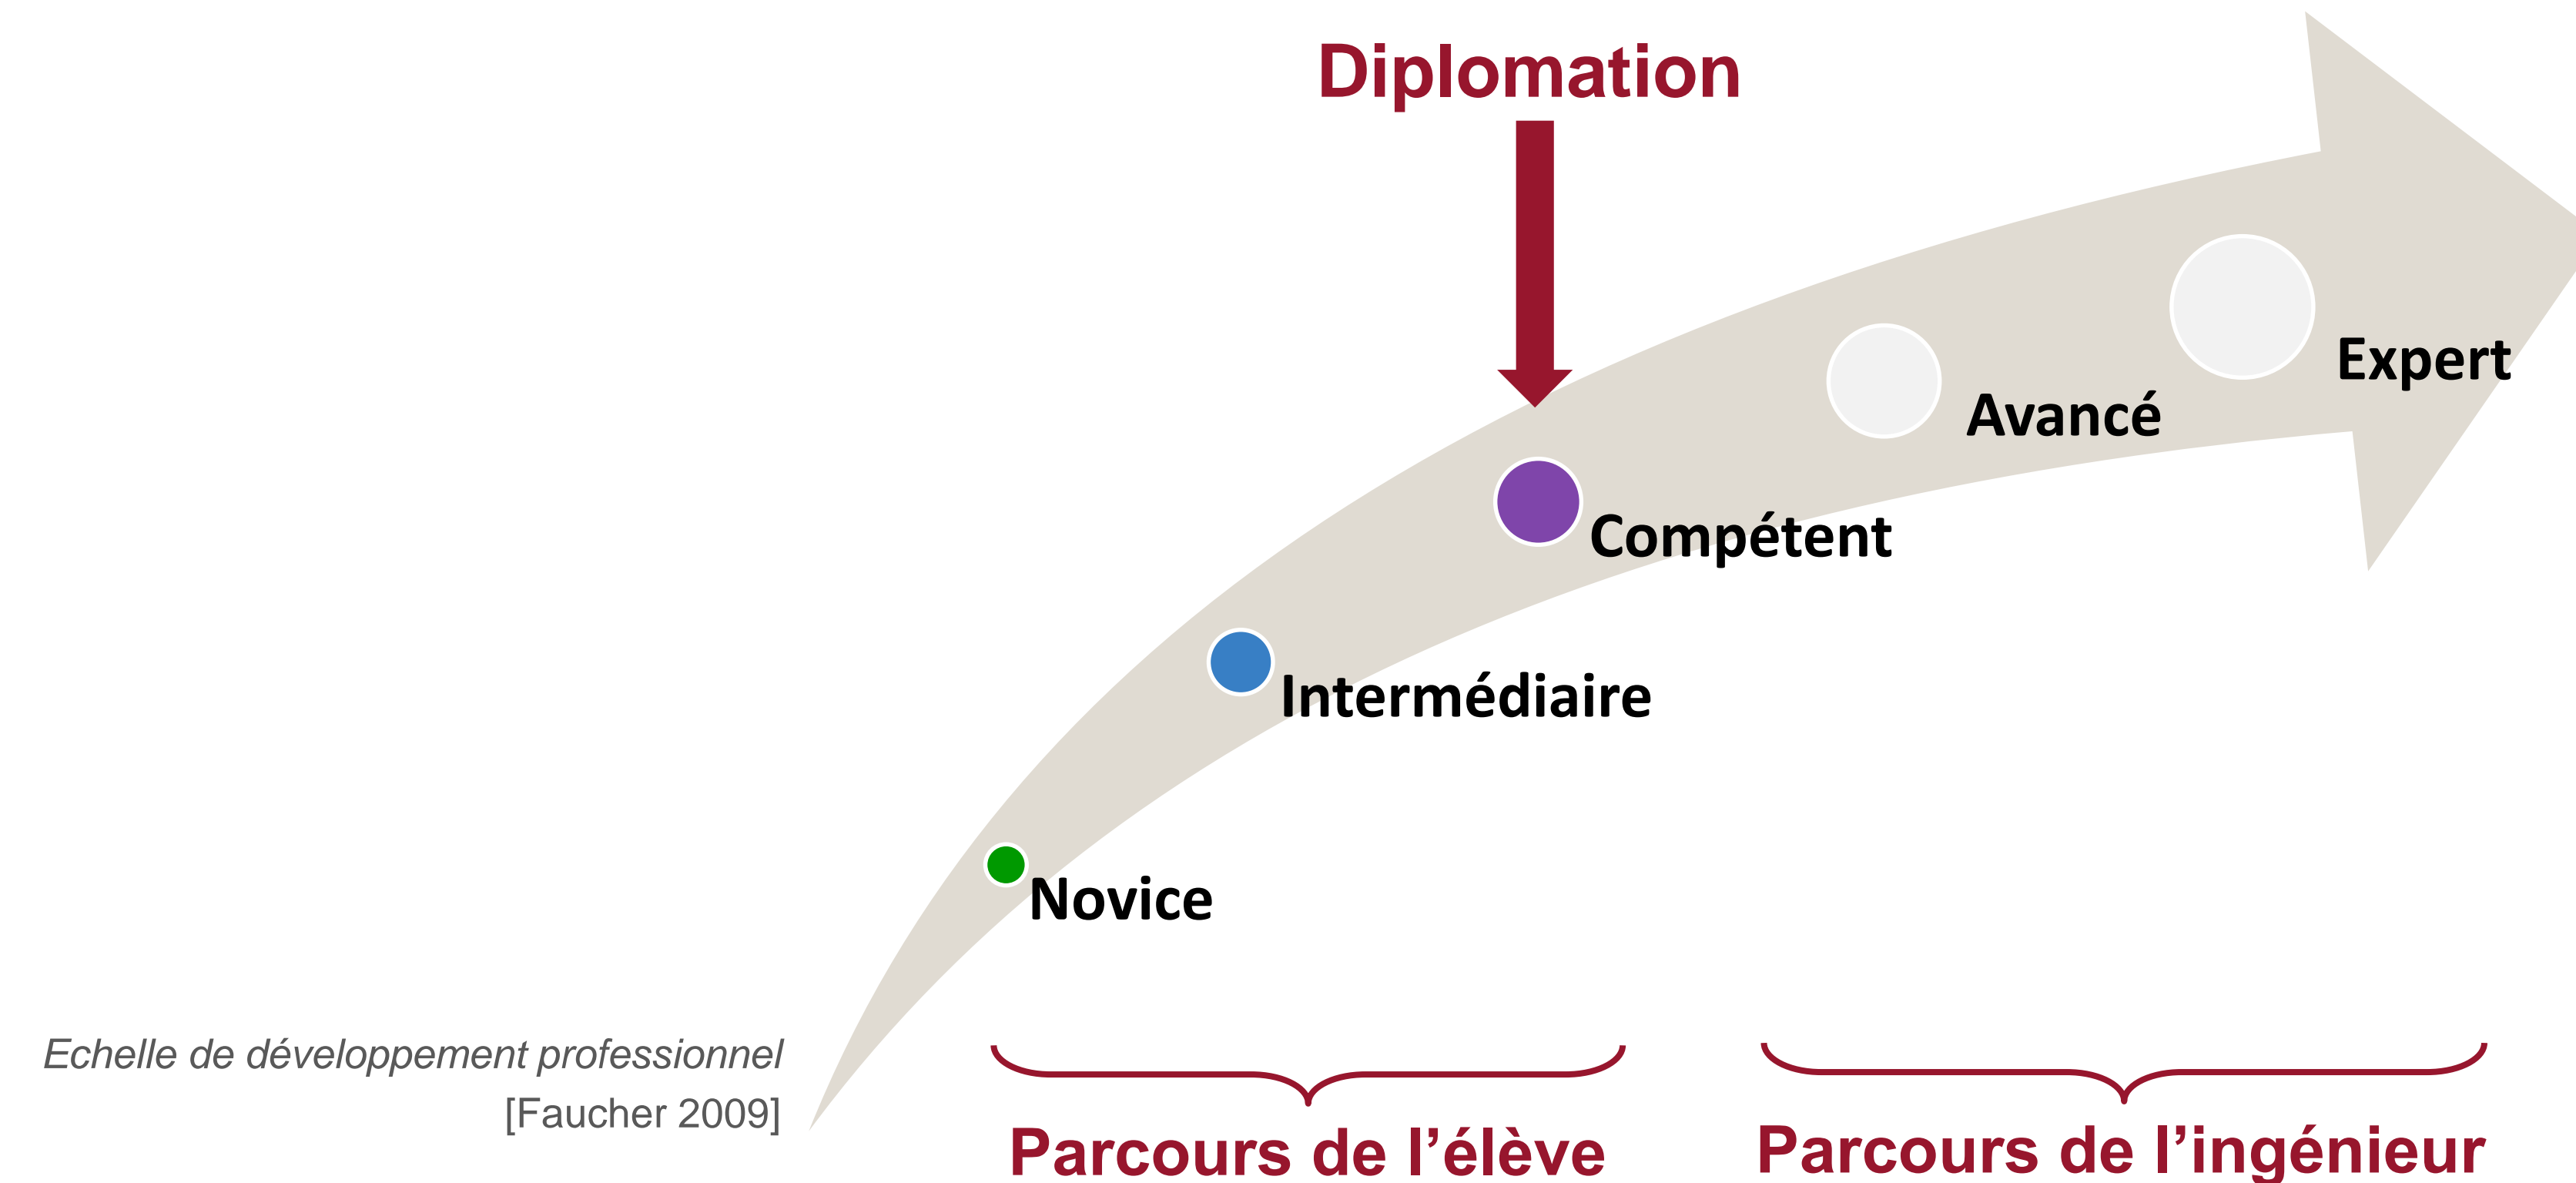 Diplomation
Expert
Avancé
Compétent
Intermédiaire
Novice
Echelle de développement professionnel
[Faucher 2009]
Parcours de l’élève
Parcours de l’ingénieur